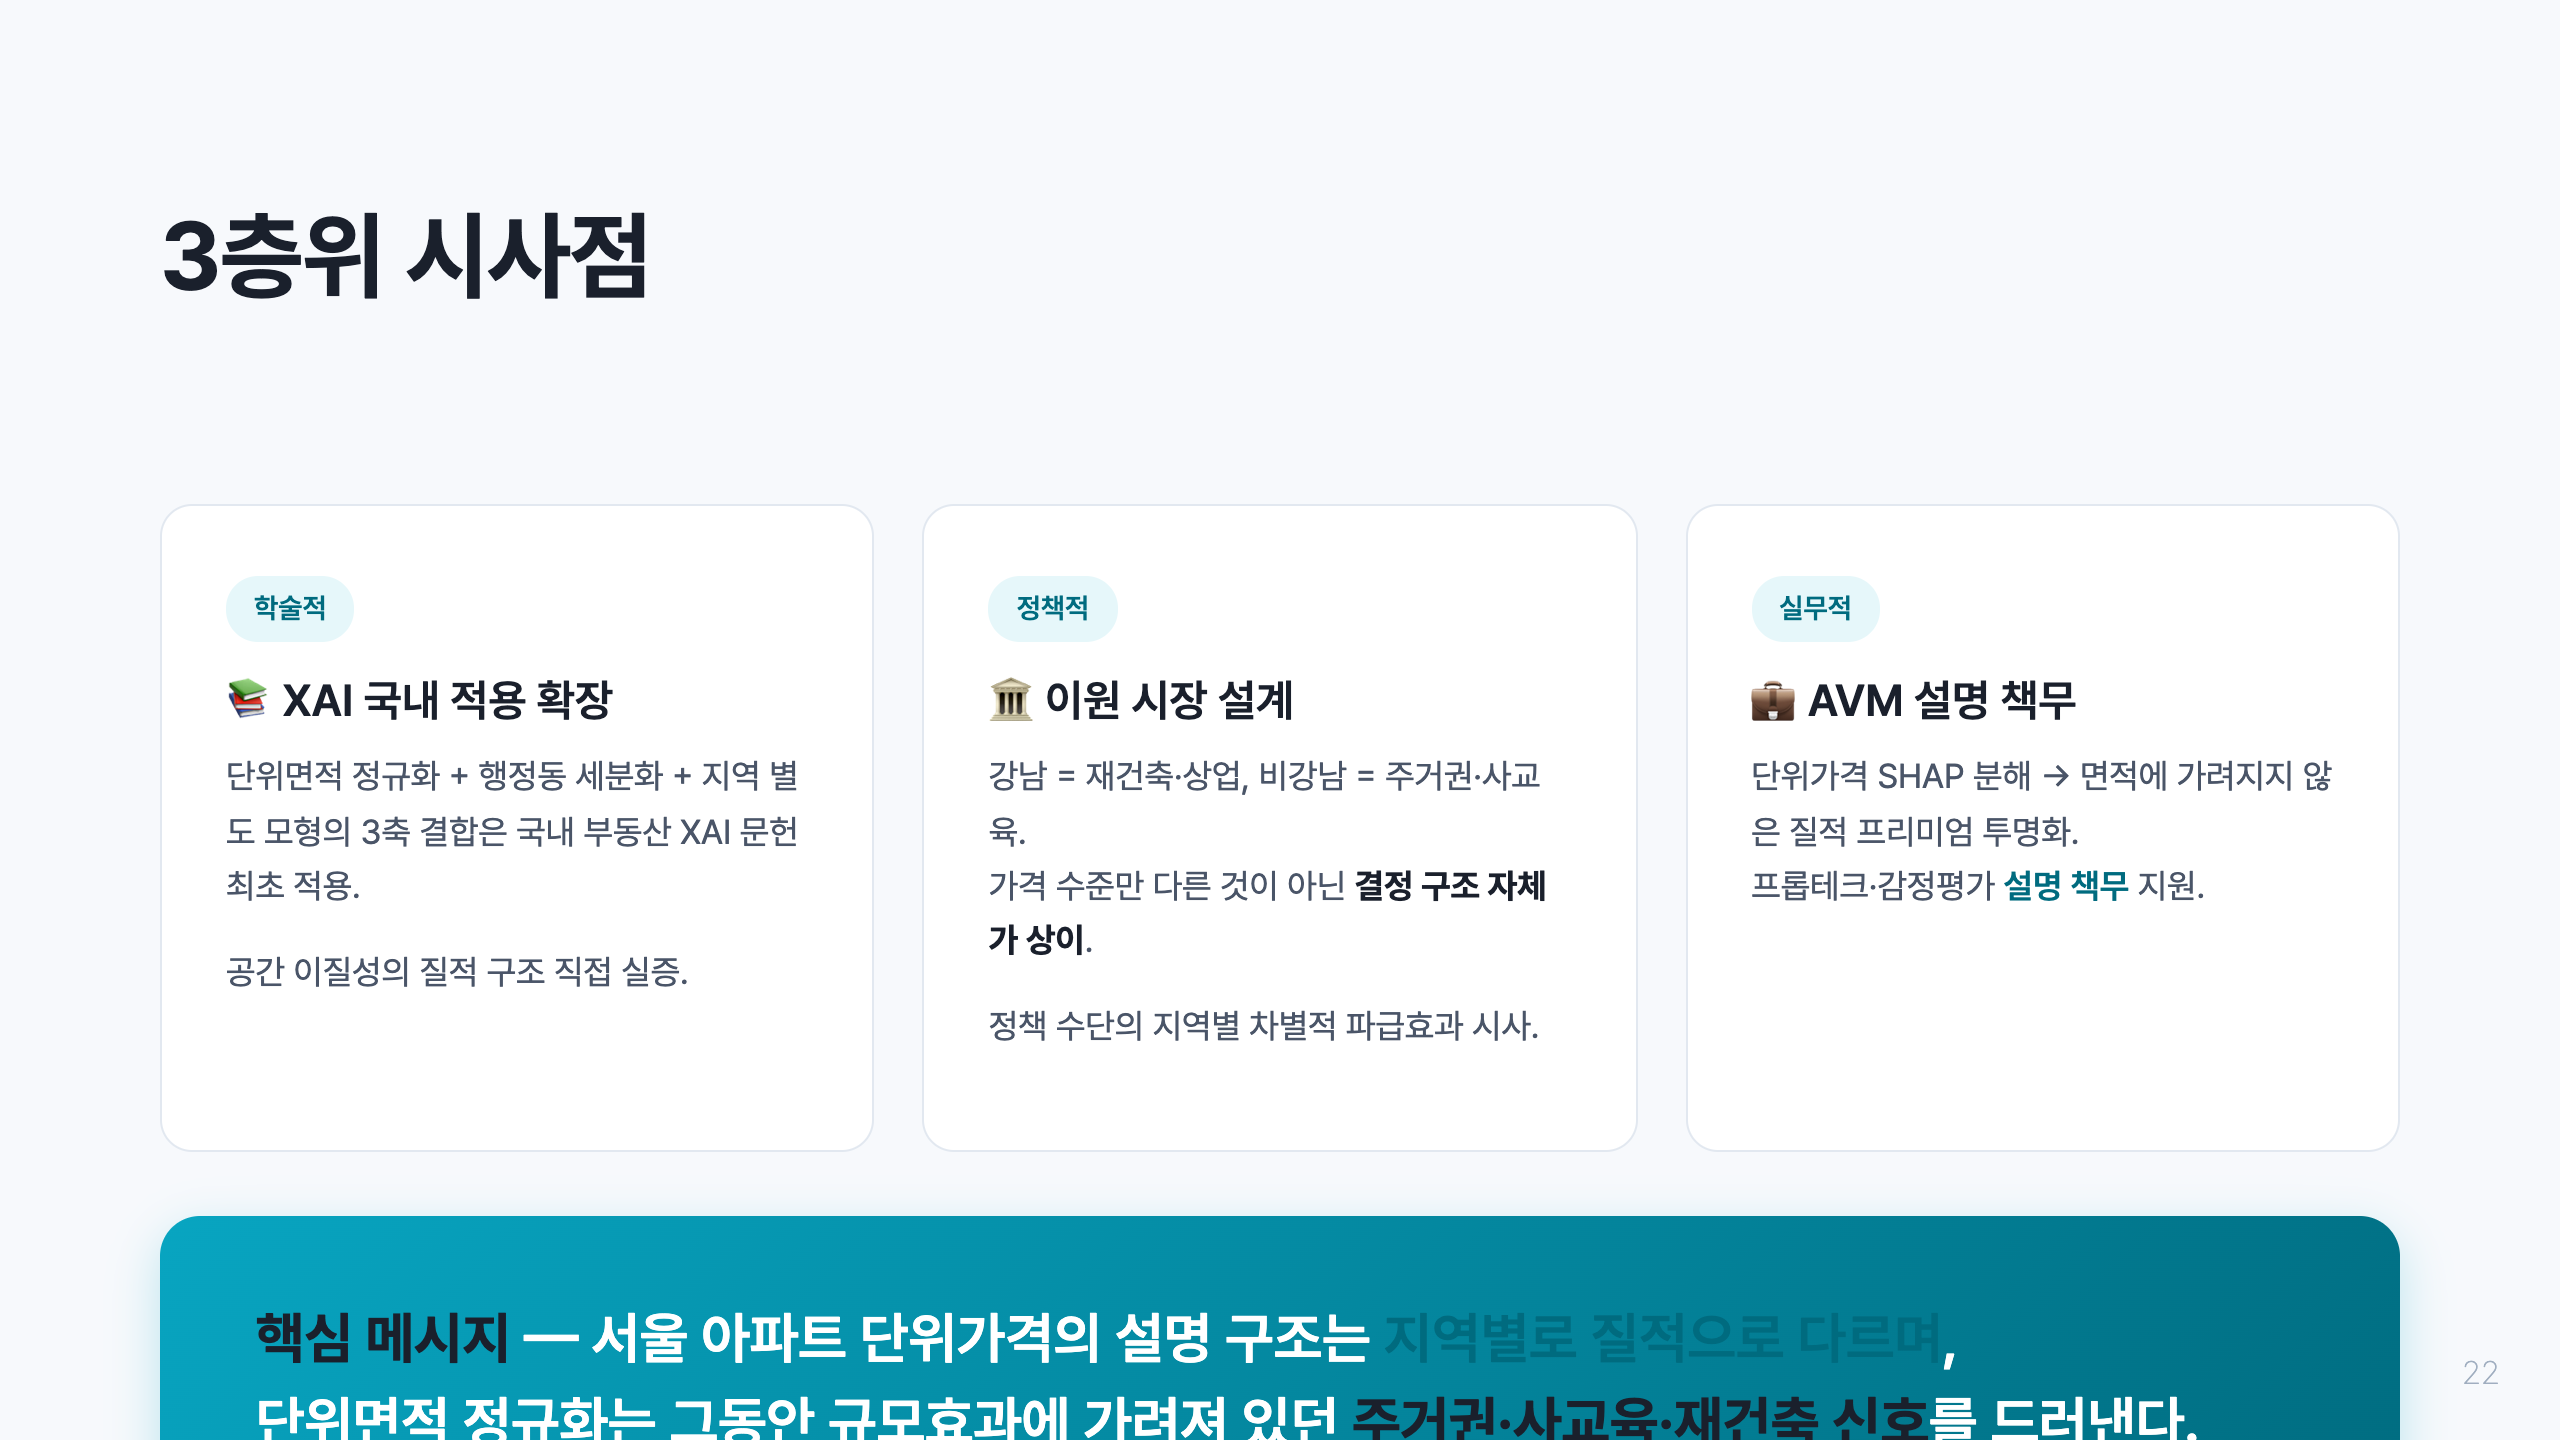 3층위 시사점
학술적
📚 XAI 국내 적용 확장
단위면적 정규화 + 행정동 세분화 + 지역 별
도 모형의 3축 결합은 국내 부동산 XAI 문헌
최초 적용.
공간 이질성의 질적 구조 직접 실증.
정책적
🏛️ 이원 시장 설계
강남 = 재건축·상업, 비강남 = 주거권·사교
육.
가격 수준만 다른 것이 아닌 결정 구조 자체
가 상이.
정책 수단의 지역별 차별적 파급효과 시사.
실무적
💼 AVM 설명 책무
단위가격 SHAP 분해 → 면적에 가려지지 않
은 질적 프리미엄 투명화.
프롭테크·감정평가 설명 책무 지원.
핵심 메시지 — 서울 아파트 단위가격의 설명 구조는 지역별로 질적으로 다르며,
단위면적 정규화는 그동안 규모효과에 가려져 있던 주거권·사교육·재건축 신호를 드러낸다.
22